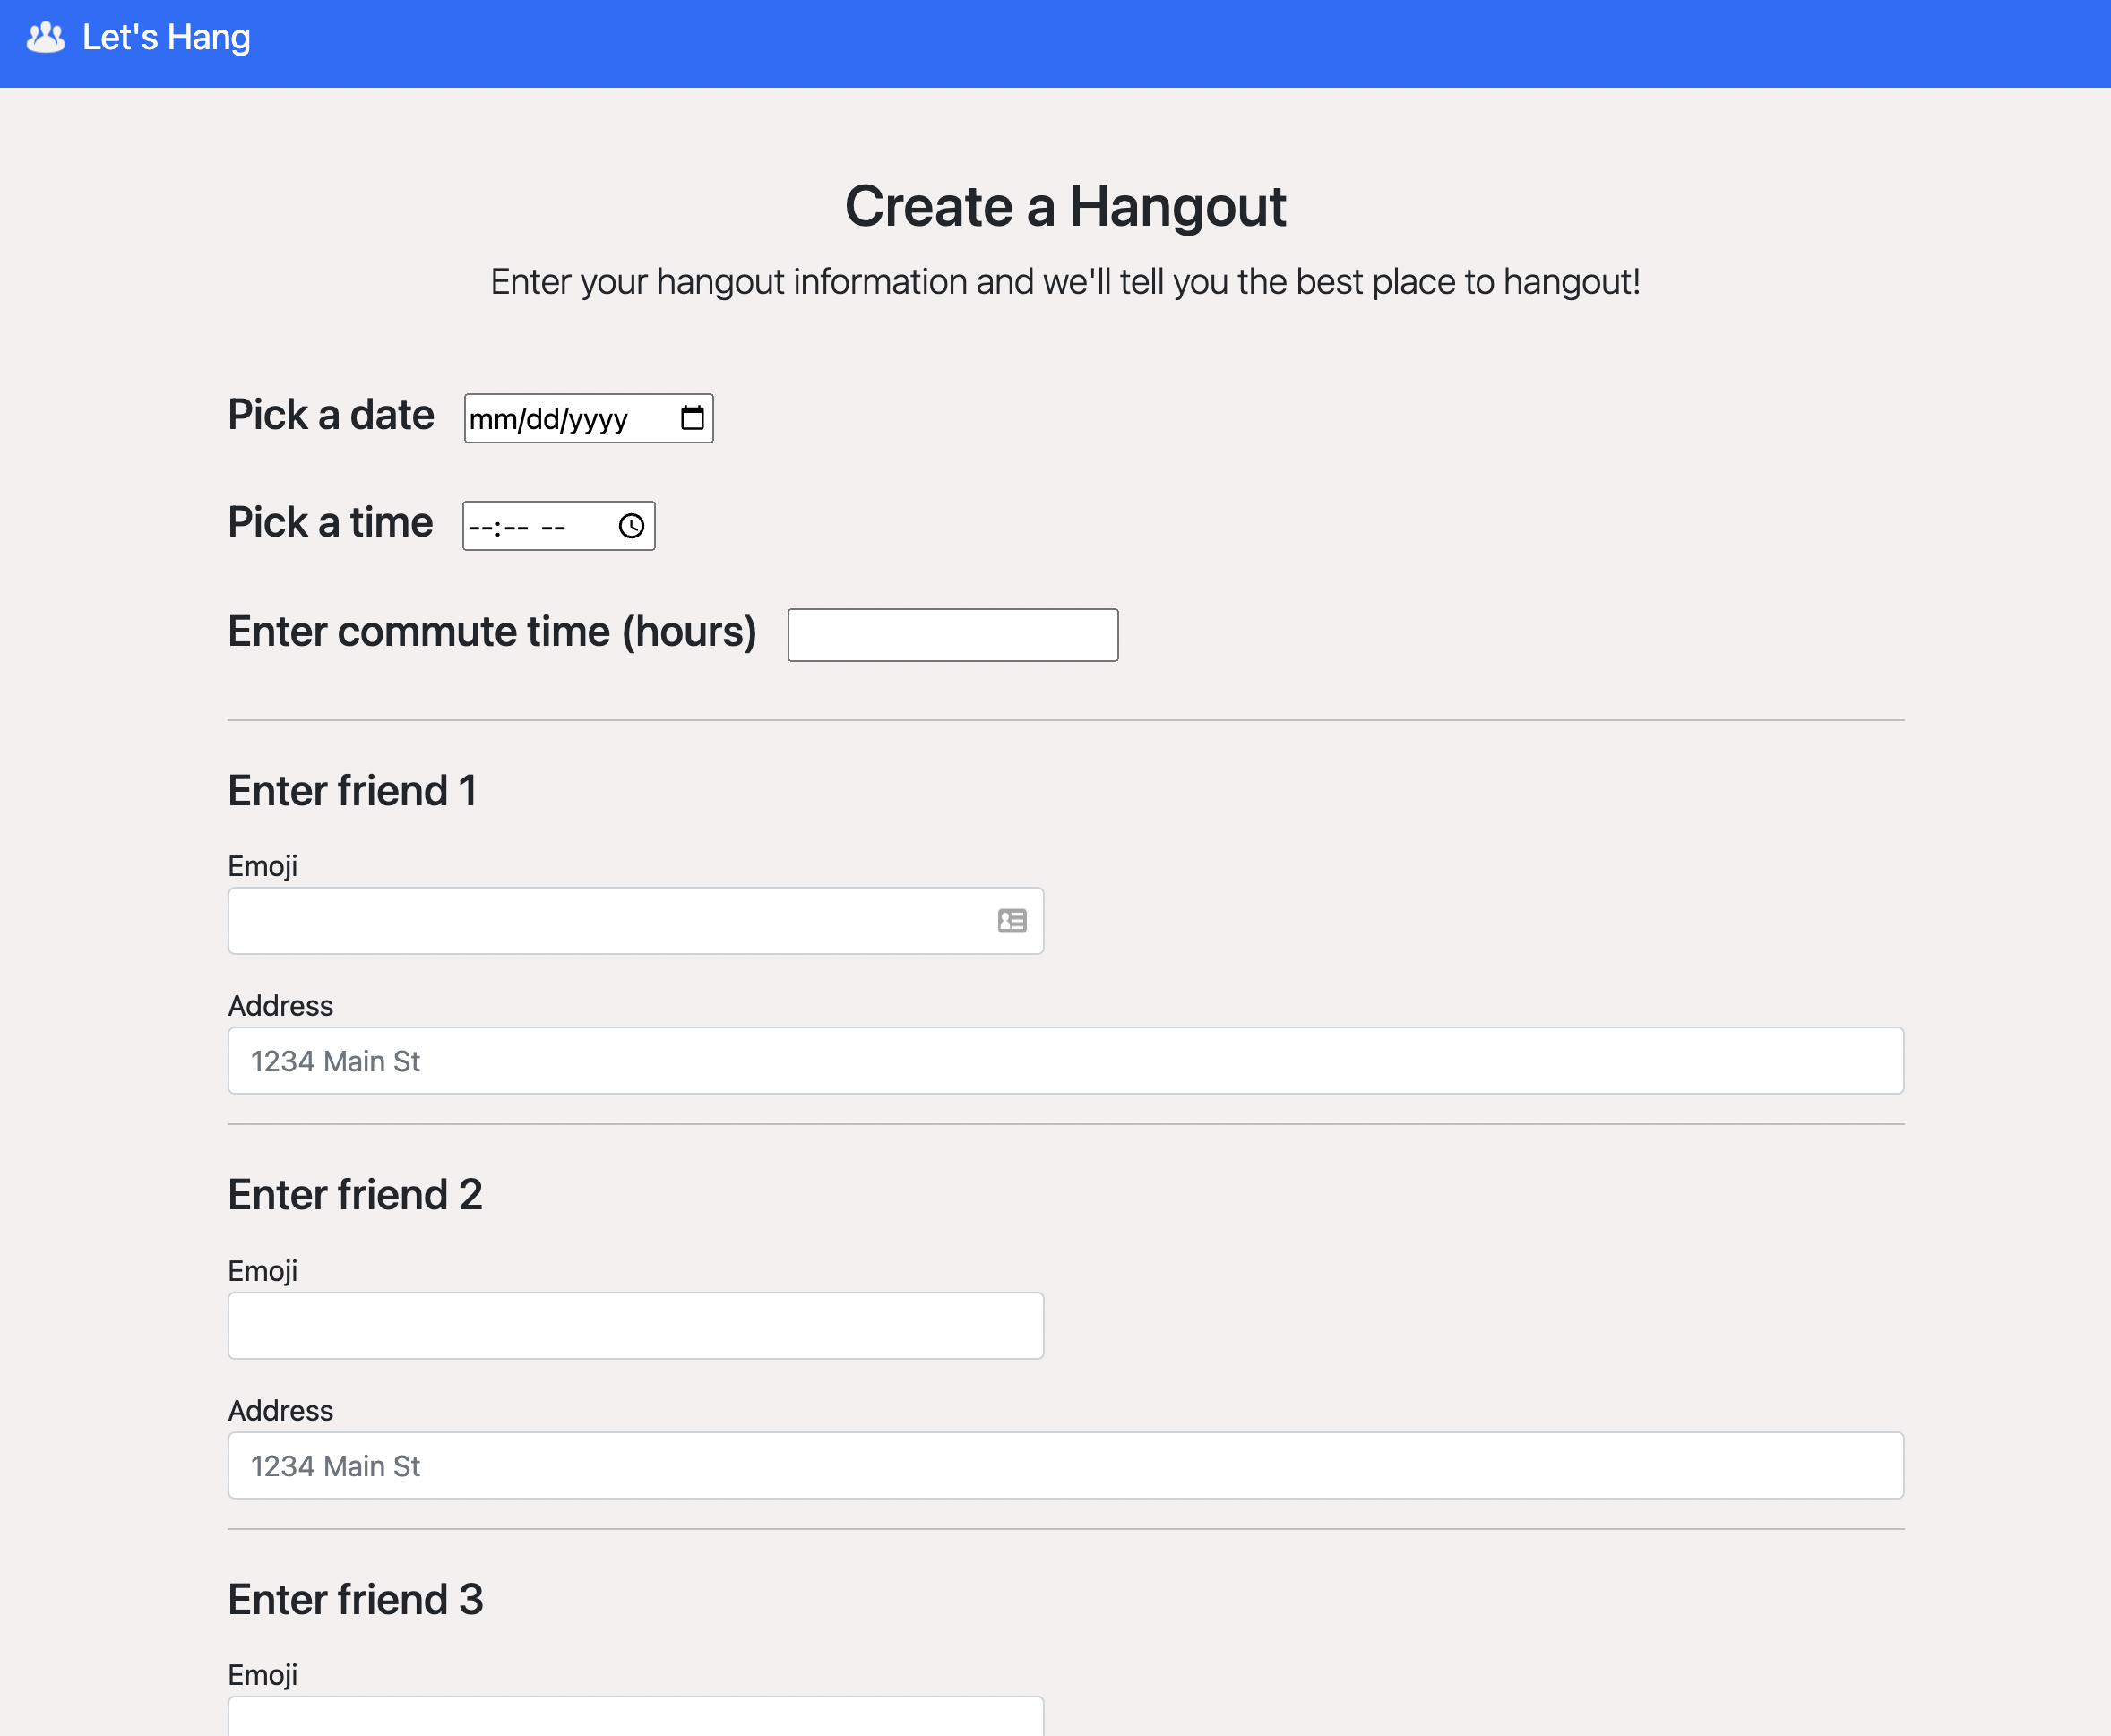 Let's Hang
Create a Hangout
Enter your hangout information and we'll tell you the best place to hangout!
Pick a date mm/dd/yyyy
Pick a time --:-- --
Enter commute time (hours)
Enter friend 1
Emoji
Address
1234 Main St
Enter friend 2
Emoji
Address
1234 Main St
Enter friend 3
Emoji